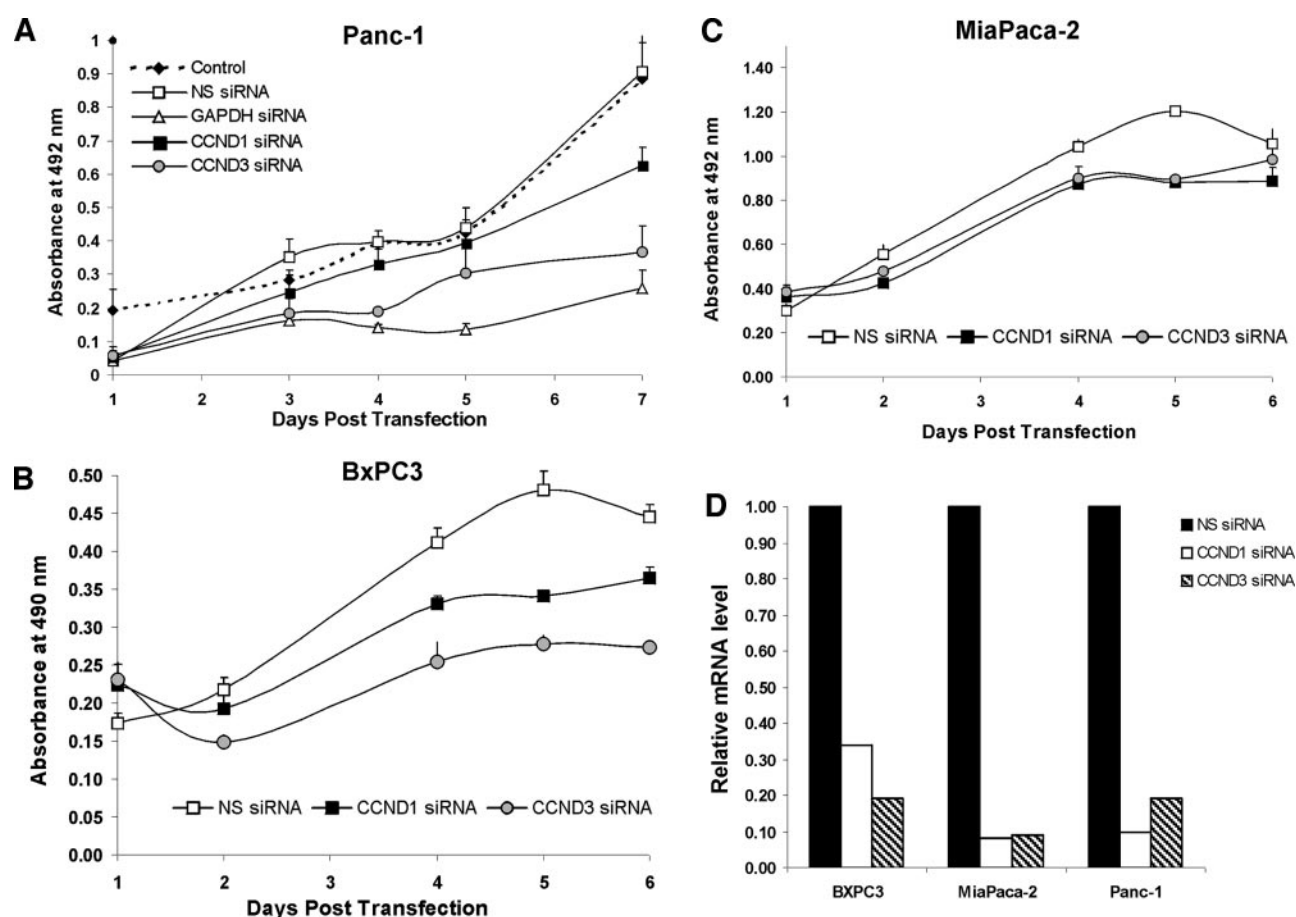 A
Panc-1
1
0.9
0.8
0.7
0.6
0.5
0.4
0.3
0.2
0.1
0
Absorbance at 492 nm
Control
NS siRNA
GAPDH siRNA
CCND1 siRNA
CCND3 siRNA
1 2 3 4 5 6 7
Days Post Transfection
B
BxPC3
0.50
0.45
0.40
0.35
0.30
0.25
0.20
0.15
0.10
0.05
0.00
Absorbance at 490 nm
NS siRNA CCND1 siRNA CCND3 siRNA
1 2 3 4 5 6
Days Post Transfection
C
MiaPaca-2
1.40
1.20
1.00
0.80
0.60
0.40
0.20
0.00
Absorbance at 492 nm
NS siRNA CCND1 siRNA CCND3 siRNA
1 2 3 4 5 6
Days Post Transfection
D
1.00
0.90
0.80
0.70
0.60
0.50
0.40
0.30
0.20
0.10
0.00
Relative mRNA level
NS siRNA
CCND1 siRNA
CCND3 siRNA
BXPC3 MiaPaca-2 Panc-1